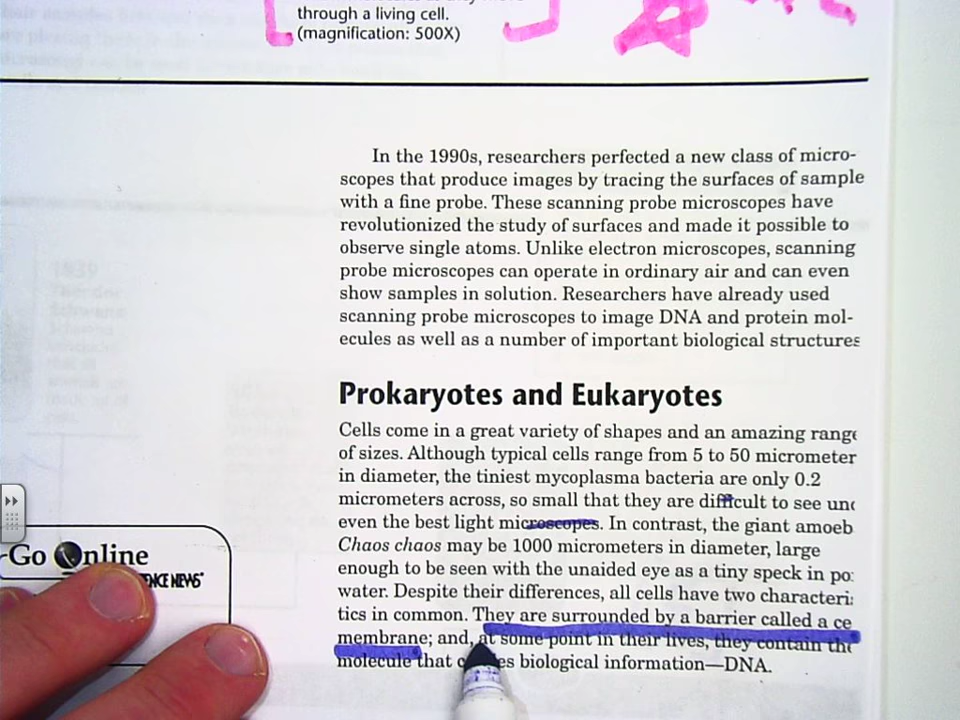 through a living cell.
(magnification: 500X)
In the 1990s, researchers perfected a new class of micro-
scopes that produce images by tracing the surfaces of sample
with a fine probe. These scanning probe microscopes have
revolutionized the study of surfaces and made it possible to
observe single atoms. Unlike electron microscopes, scanning
probe microscopes can operate in ordinary air and can even
show samples in solution. Researchers have already used
scanning probe microscopes to image DNA and protein mol-
ecules as well as a number of important biological structures
Prokaryotes and Eukaryotes
Cells come in a great variety of shapes and an amazing range
of sizes. Although typical cells range from 5 to 50 micrometer
in diameter, the tiniest mycoplasma bacteria are only 0.2
micrometers across, so small that they are difficult to see
even the best light microscopes. In contrast, the giant amoeb
Chaos chaos may be 1000 micrometers in diameter, large
enough to be seen with the unaided eye as a tiny speck in
water. Despite their differences, all cells have two
tics in common. They are surrounded by a barrier called a ce
membrane; and, at some point in their lives, they contain the
molecule that biological information—DNA.
Go Online